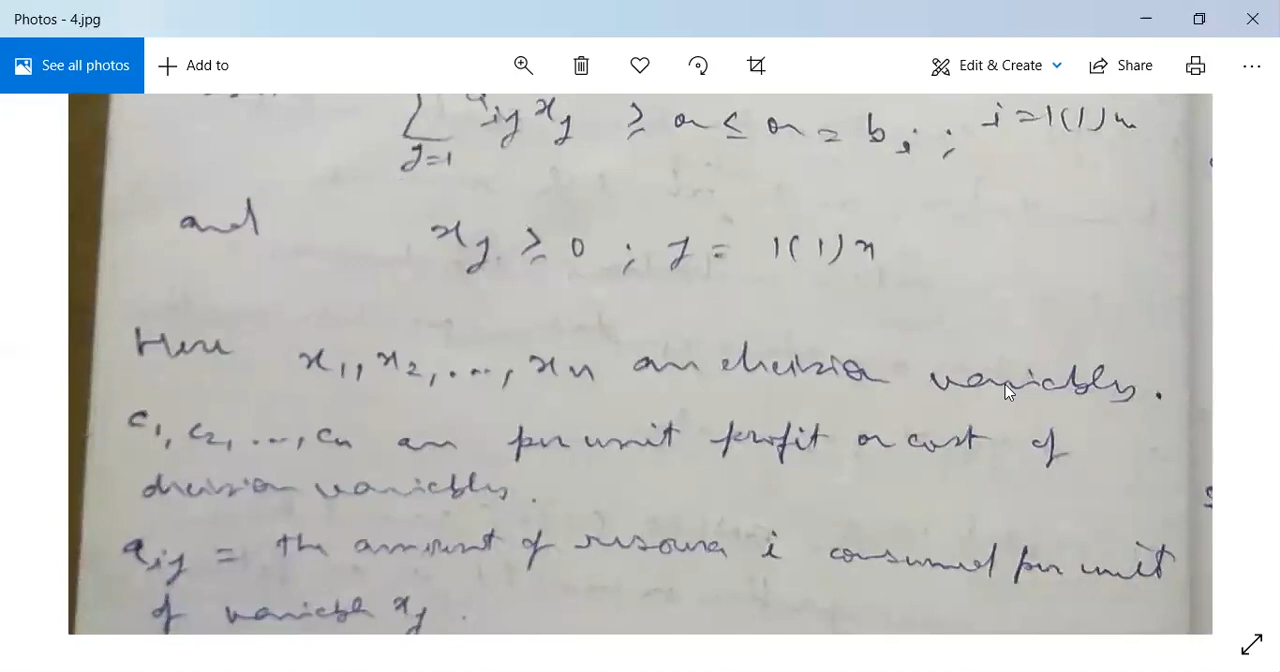 Photos - 4.jpg
See all photos
Add to
Edit & Create
Share
∑ aij xj ≥ or ≤ or = bi ; i = 1(1)m
j=1
and xj ≥ 0 ; j = 1(1)n
Here x1, x2, ..., xn are decision variables.
c1, c2, ..., cn are per unit profit or cost of
decision variables.
aij = the amount of resource i consumed per unit
of variable xj.